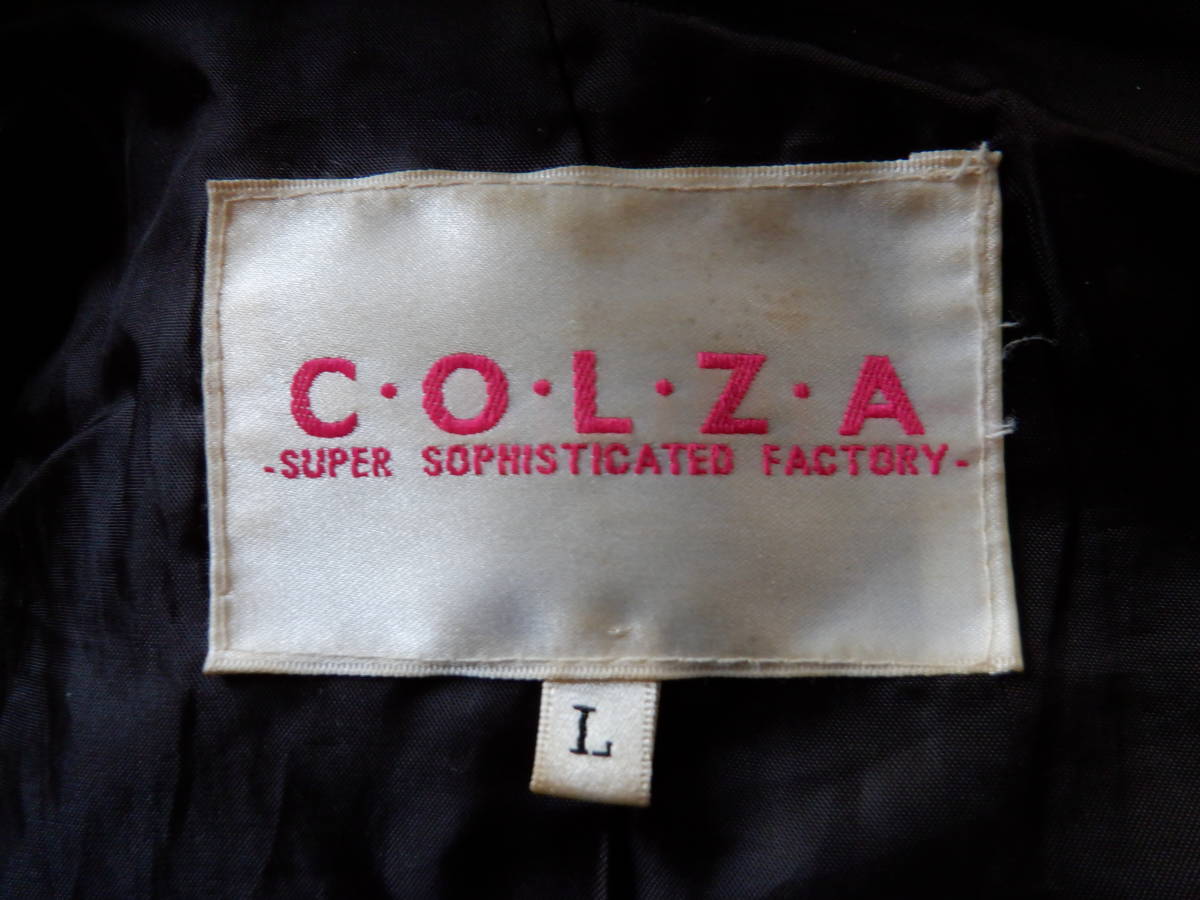 C·O·L·Z·A
-SUPER SOPHISTICATED FACTORY-
L